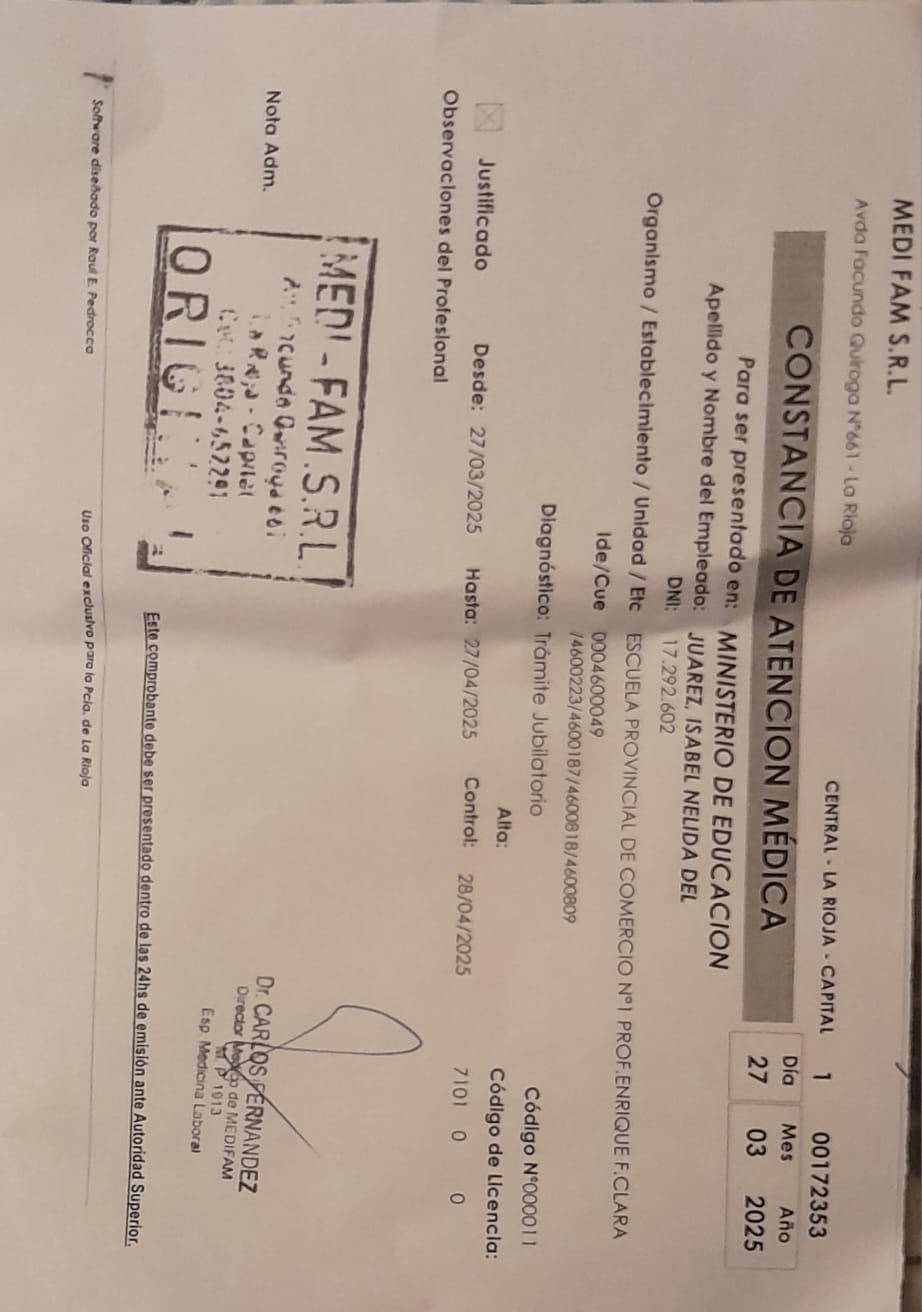 MEDI FAM S.R.L.
Avda Facundo Quiroga N°661 - La Rioja
CENTRAL - LA RIOJA - CAPITAL 1 00172353
CONSTANCIA DE ATENCION MÉDICA
Día Mes Año
27 03 2025
Para ser presentado en: MINISTERIO DE EDUCACION
Apellido y Nombre del Empleado: JUAREZ, ISABEL NELIDA DEL
DNI: 17.292.602
Organismo / Establecimiento / Unidad / Etc ESCUELA PROVINCIAL DE COMERCIO N°1 PROF.ENRIQUE F.CLARA
Ide/Cue 0004600049
/4600223/4600187/4600818/4600809
Diagnóstico: Trámite Jubilatorio
Código N°000011
Alta:
Código de Licencia:
Justificado Desde: 27/03/2025 Hasta: 27/04/2025 Control: 28/04/2025 7101 0 0
Observaciones del Profesional
Nota Adm.
MEDI-FAM.S.R.L
La Rioja - Capital
Dr. CARLOS FERNANDEZ
Director Médico de MEDIFAM
M.P. 1913
Esp Medicina Laboral
Este comprobante debe ser presentado dentro de las 24hs de emisión ante Autoridad Superior.
Software diseñado por Raul E. Pedrocca
Uso Oficial exclusivo para la Pcia. de La Rioja